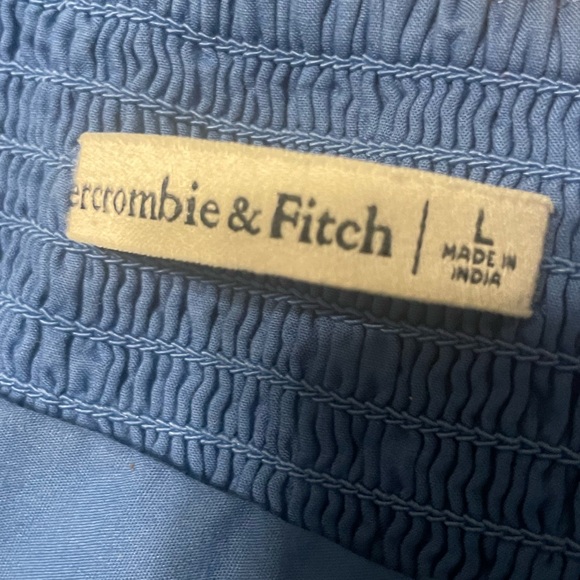 ercrombie & Fitch
L
MADE IN
INDIA